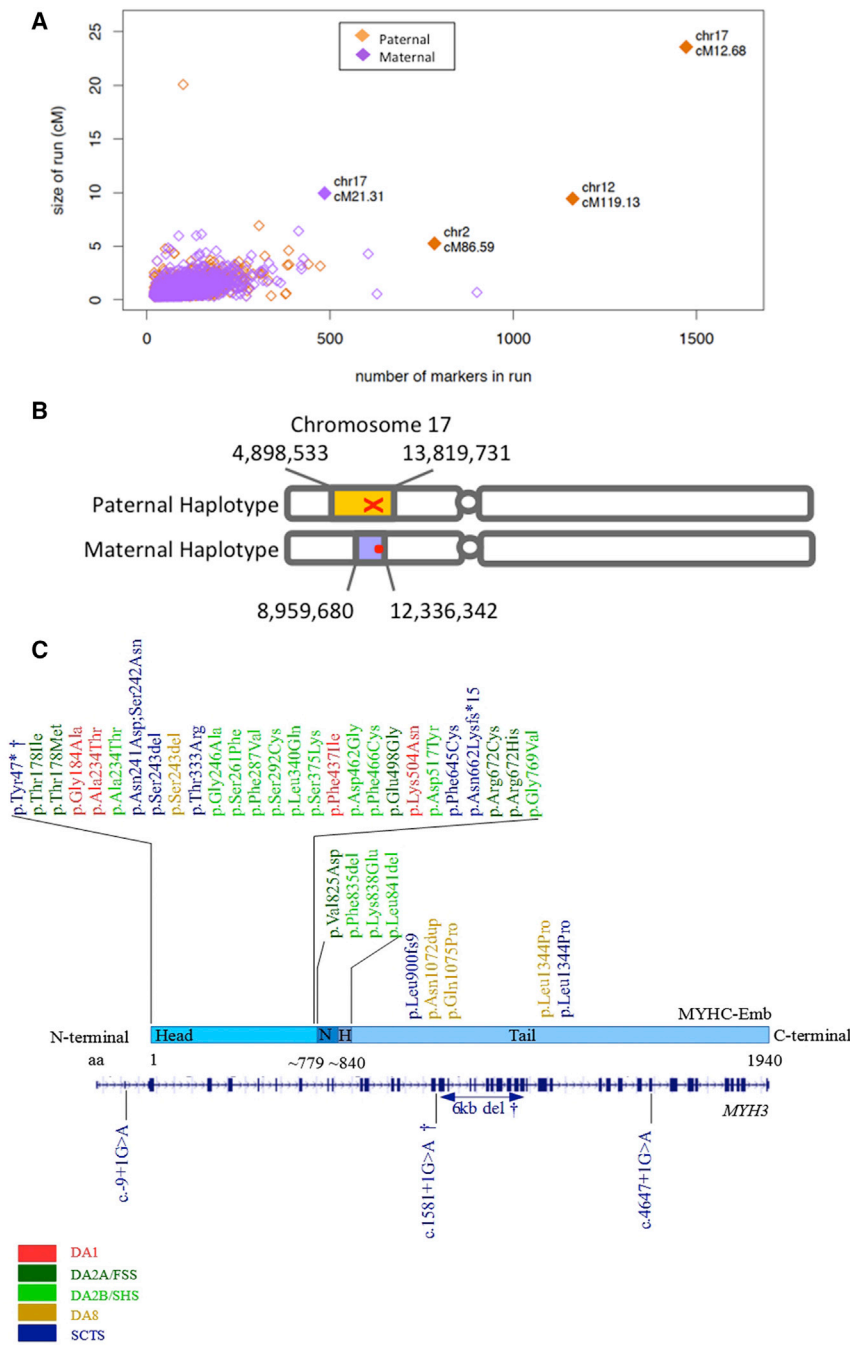 A
25
20
15
10
5
0
size of run (cM)
Paternal
Maternal
chr17
cM12.68
chr17
cM21.31
chr12
cM119.13
chr2
cM86.59
0
500
1000
1500
number of markers in run
B
Chromosome 17
4,898,533
13,819,731
Paternal Haplotype
X
Maternal Haplotype
8,959,680
12,336,342
C
p.Tyr47* †
p.Thr178Ile
p.Thr178Met
p.Gly184Ala
p.Ala234Thr
p.Ala234Thr
p.Asn241Asp;Ser242Asn
p.Ser243del
p.Ser243del
p.Thr333Arg
p.Gly246Ala
p.Ser261Phe
p.Phe287Val
p.Ser292Cys
p.Leu340Gln
p.Ser375Lys
p.Phe437Ile
p.Asp462Gly
p.Phe466Cys
p.Glu498Gly
p.Lys504Asn
p.Asp517Tyr
p.Phe645Cys
p.Asn662Lysfs*15
p.Arg672Cys
p.Arg672His
p.Gly769Val
p.Val825Asp
p.Phe835del
p.Lys838Glu
p.Leu841del
p.Leu900fs9
p.Asn1072dup
p.Gln1075Pro
p.Leu1344Pro
p.Leu1344Pro
MYHC-Emb
N-terminal
Head
N
H
Tail
C-terminal
aa
1
~779
~840
1940
6kb del †
MYH3
c.-9+1G>A
c.1581+1G>A †
c.4647+1G>A
DA1
DA2A/FSS
DA2B/SHS
DA8
SCTS